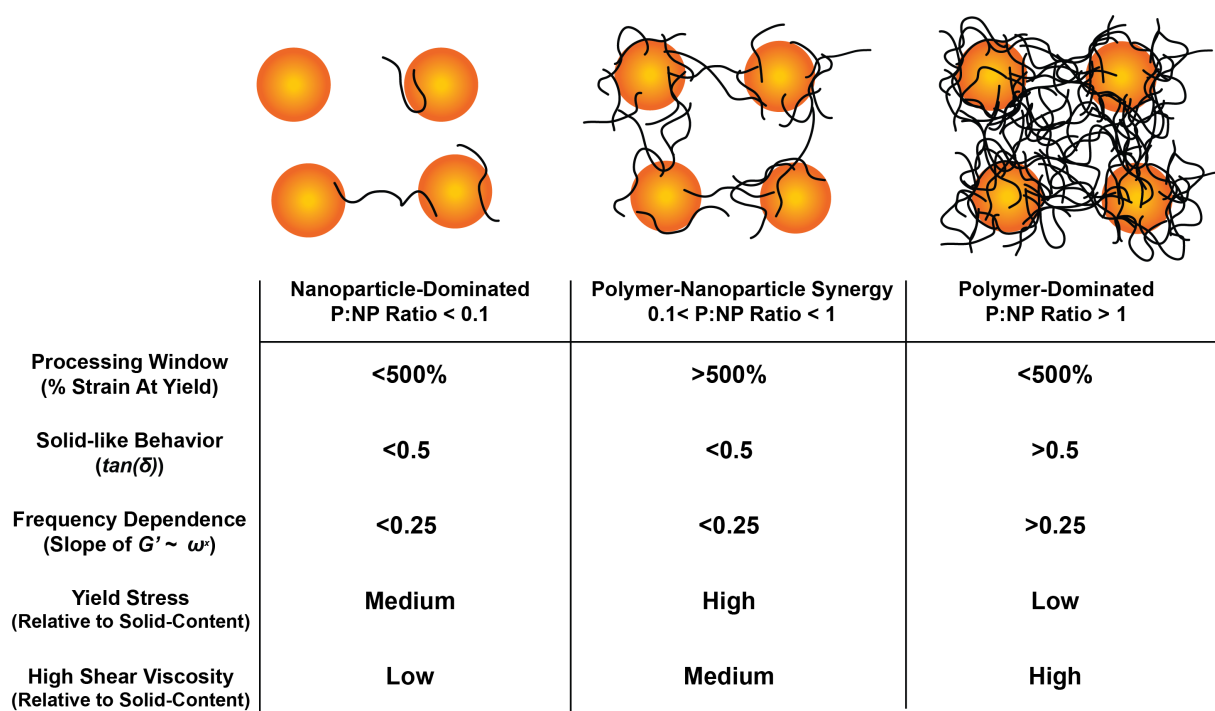 Nanoparticle-Dominated
P:NP Ratio < 0.1
Polymer-Nanoparticle Synergy
0.1< P:NP Ratio < 1
Polymer-Dominated
P:NP Ratio > 1
Processing Window
(% Strain At Yield)
<500%
>500%
<500%
Solid-like Behavior
(tan(δ))
<0.5
<0.5
>0.5
Frequency Dependence
(Slope of G’ ~ ωˣ)
<0.25
<0.25
>0.25
Yield Stress
(Relative to Solid-Content)
Medium
High
Low
High Shear Viscosity
(Relative to Solid-Content)
Low
Medium
High